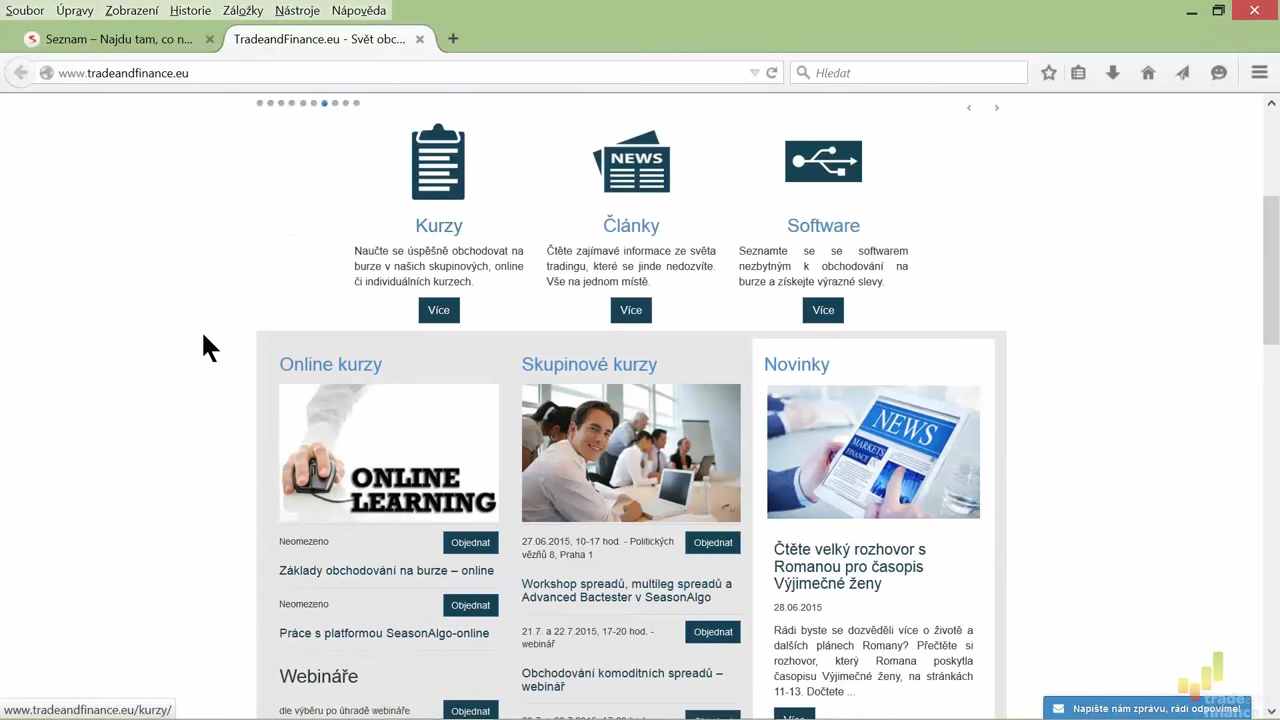 Soubor Úpravy Zobrazení Historie Záložky Nástroje Nápověda
Seznam – Najdu tam, co n...
TradeandFinance.eu - Svět obc...
www.tradeandfinance.eu
Hledat
NEWS
Kurzy
Naučte se úspěšně obchodovat na
burze v našich skupinových, online
či individuálních kurzech.
Více
Články
Čtěte zajímavé informace ze světa
tradingu, které se jinde nedozvíte.
Vše na jednom místě.
Více
Software
Seznamte se se softwarem
nezbytným k obchodování na
burze a získejte výrazné slevy.
Více
Online kurzy
ONLINE
LEARNING
Neomezeno
Objednat
Základy obchodování na burze – online
Neomezeno
Objednat
Práce s platformou SeasonAlgo-online
Webináře
dle výběru po úhradě webináře
Objednat
Skupinové kurzy
27.06.2015, 10-17 hod. - Politických
vězňů 8, Praha 1
Objednat
Workshop spreadů, multileg spreadů a
Advanced Bactester v SeasonAlgo
21.7. a 22.7.2015, 17-20 hod. -
webinář
Objednat
Obchodování komoditních spreadů –
webinář
Novinky
NEWS
MARKETS
FINANCE
Čtěte velký rozhovor s
Romanou pro časopis
Výjimečné ženy
28.06.2015
Rádi byste se dozvěděli více o životě a
dalších plánech Romany? Přečtěte si
rozhovor, který Romana poskytla
časopisu Výjimečné ženy, na stránkách
11-13. Dočtete ...
Více
www.tradeandfinance.eu/kurzy/
Napište nám zprávu, rádi odpovíme!